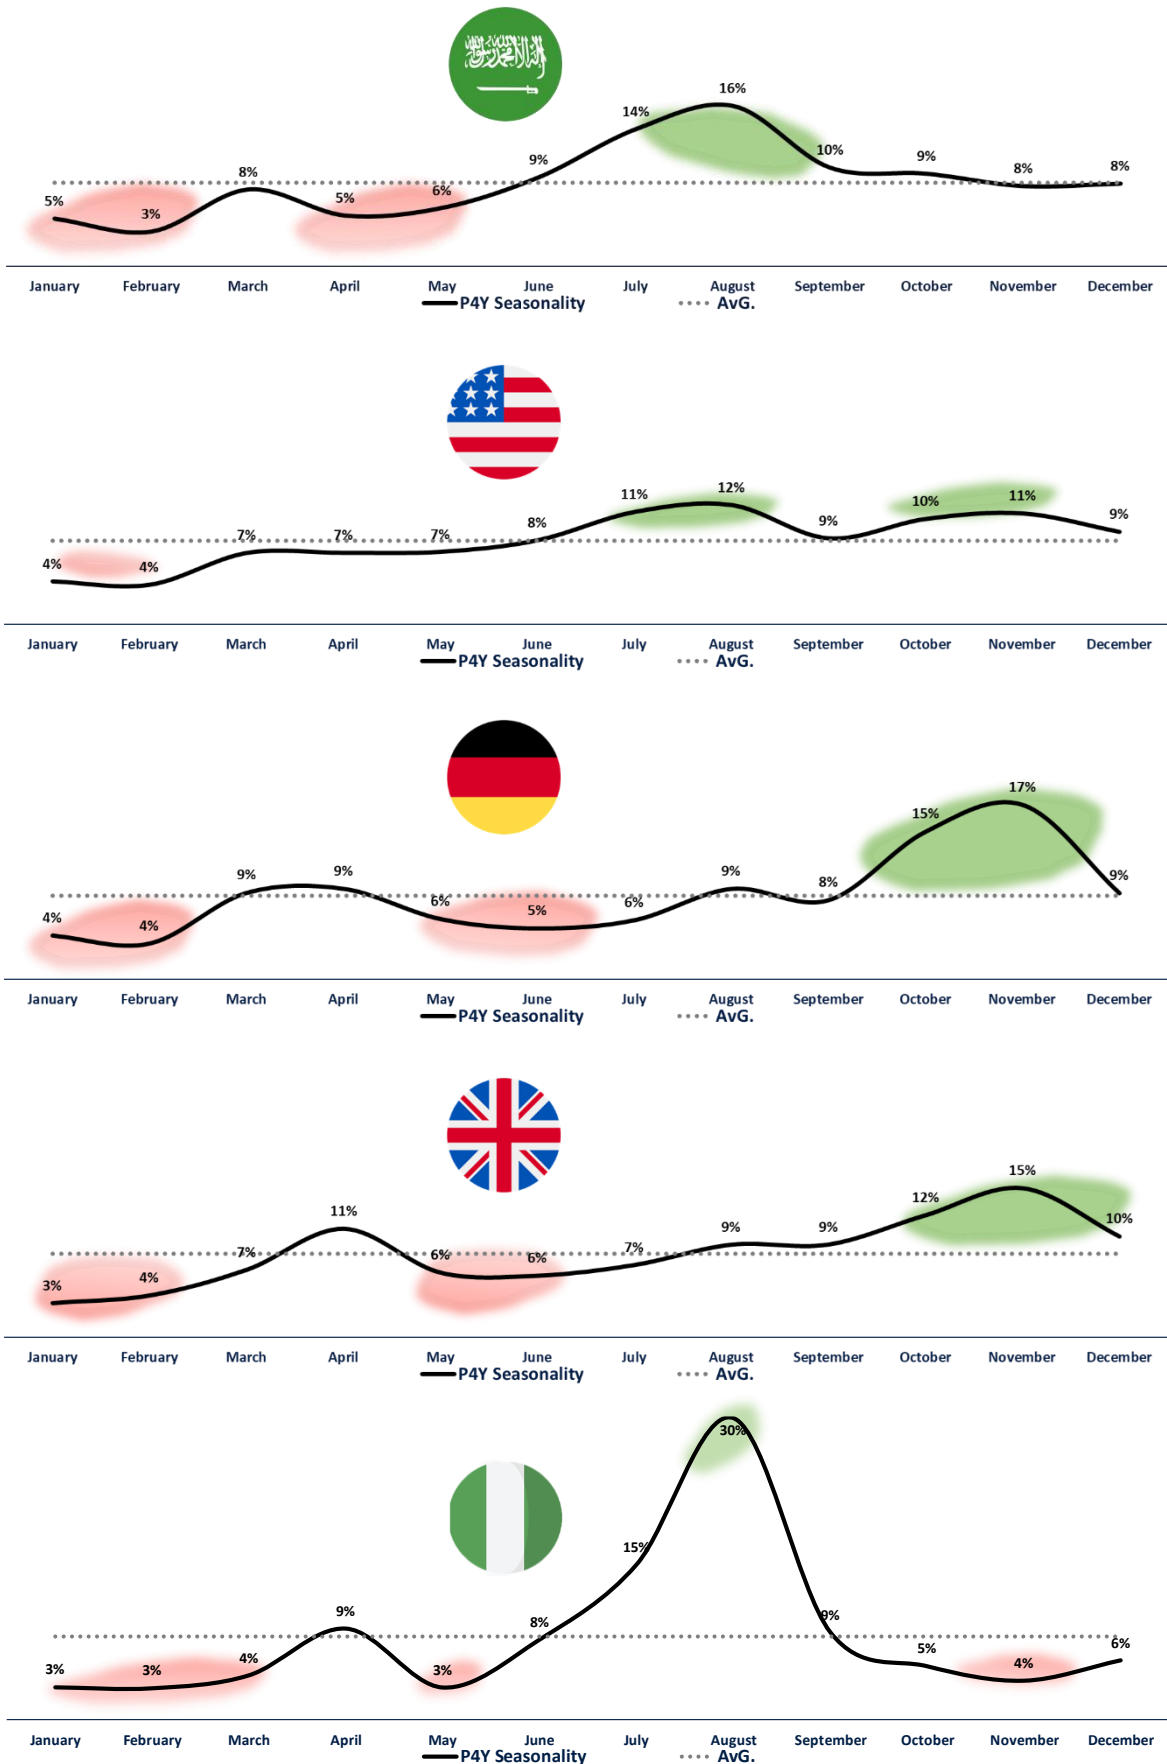 16%
14%
10%
9%
9%
8%
8%
8%
5%
5%
6%
3%
January February March April May June July August September October November December
P4Y Seasonality AvG.
12%
11%
11%
10%
9%
9%
8%
7% 7% 7%
4% 4%
January February March April May June July August September October November December
P4Y Seasonality AvG.
17%
15%
9% 9% 9% 9%
8%
6% 5% 6%
4% 4%
January February March April May June July August September October November December
P4Y Seasonality AvG.
15%
12%
11%
10%
9% 9%
7% 6% 6% 7%
3% 4%
January February March April May June July August September October November December
P4Y Seasonality AvG.
30%
15%
9% 9%
8%
5% 6%
3% 3% 4% 3% 4%
January February March April May June July August September October November December
P4Y Seasonality AvG.